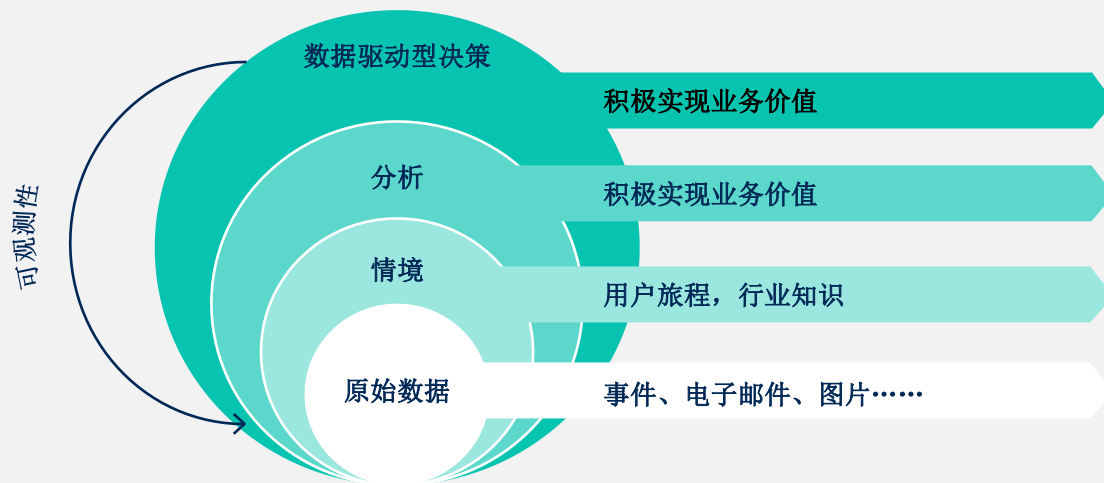 数据驱动型决策
积极实现业务价值
分析
积极实现业务价值
情境
用户旅程，行业知识
原始数据
事件、电子邮件、图片……
可观测性